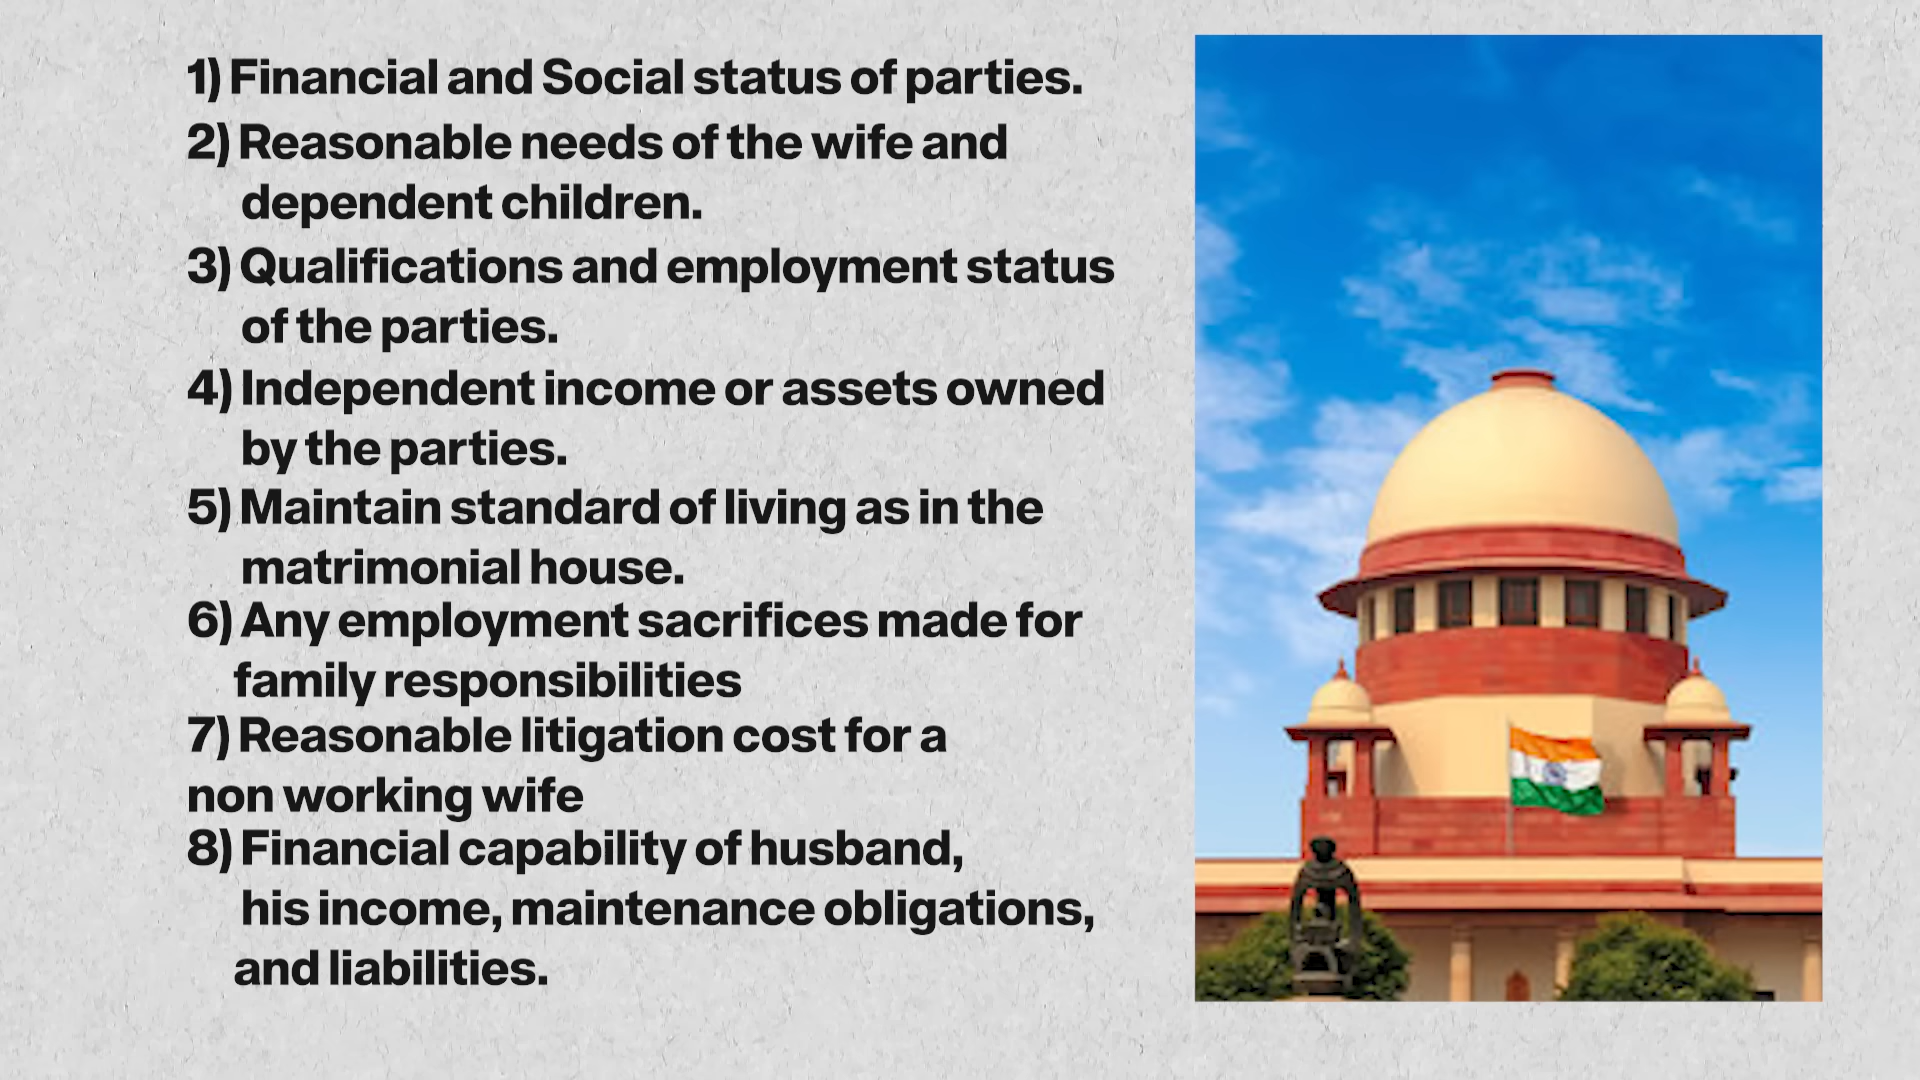 1) Financial and Social status of parties.
2) Reasonable needs of the wife and
dependent children.
3) Qualifications and employment status
of the parties.
4) Independent income or assets owned
by the parties.
5) Maintain standard of living as in the
matrimonial house.
6) Any employment sacrifices made for
family responsibilities
7) Reasonable litigation cost for a
non working wife
8) Financial capability of husband,
his income, maintenance obligations,
and liabilities.